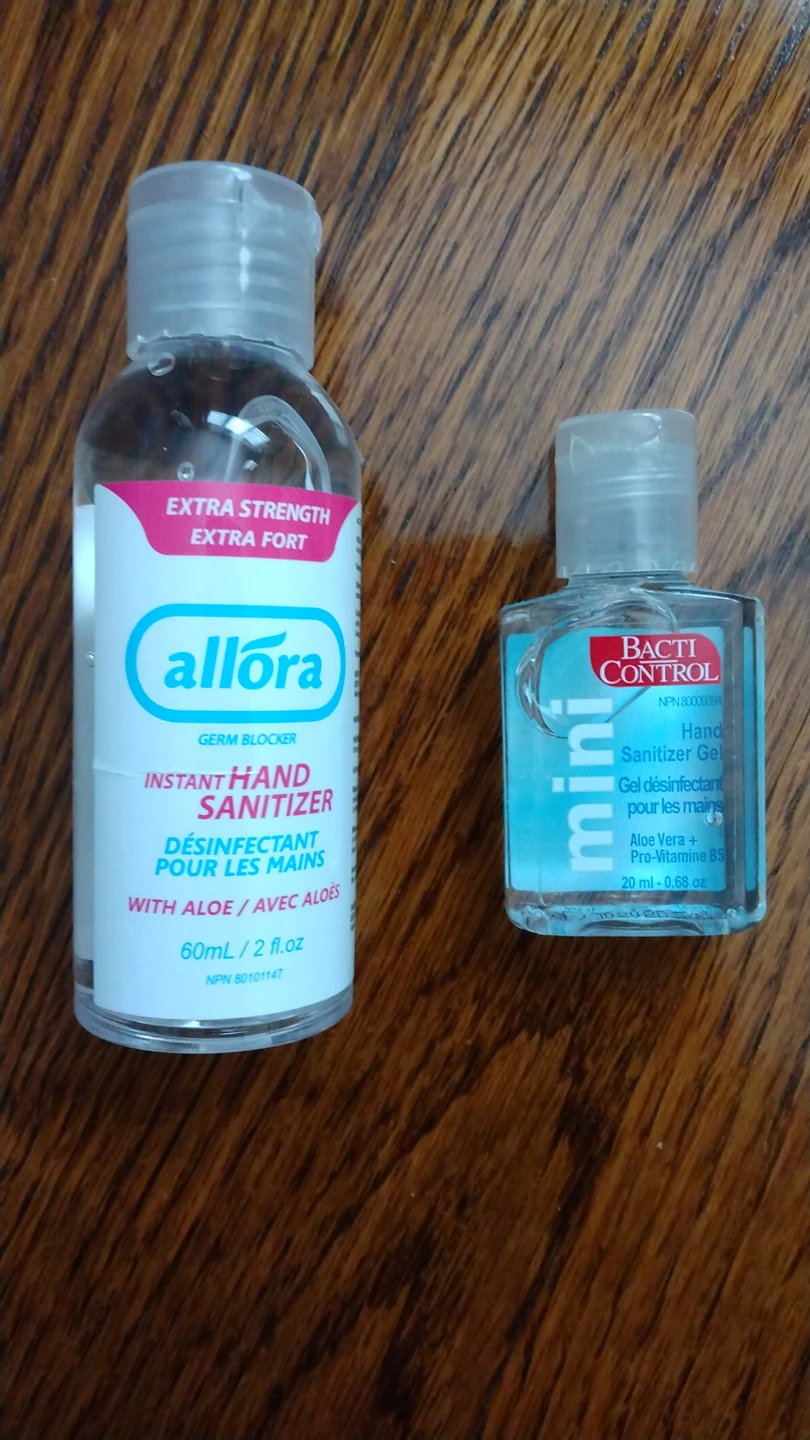 EXTRA STRENGTH
EXTRA FORT
allora
GERM BLOCKER
INSTANT HAND
SANITIZER
DÉSINFECTANT
POUR LES MAINS
WITH ALOE / AVEC ALOÈS
60mL / 2 fl.oz
NPN 80101147
BACTI
CONTROL
NPN 80009394
mini
Hand
Sanitizer Gel
Gel désinfectant
pour les mains
Aloe Vera +
Pro-Vitamine B5
20 ml - 0.68 oz